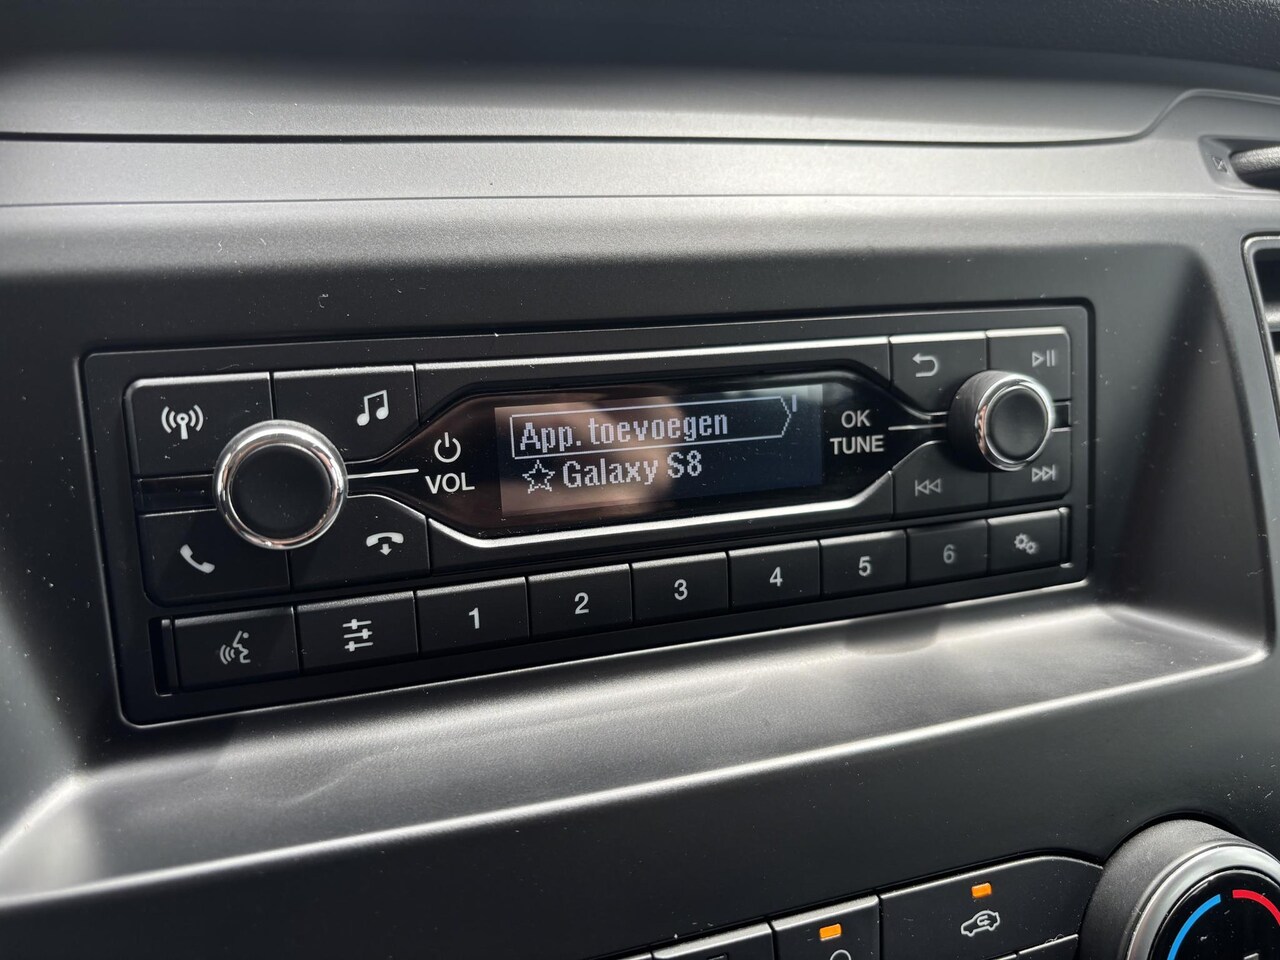 App. toevoegen
Galaxy S8
VOL
OK
TUNE
1
2
3
4
5
6